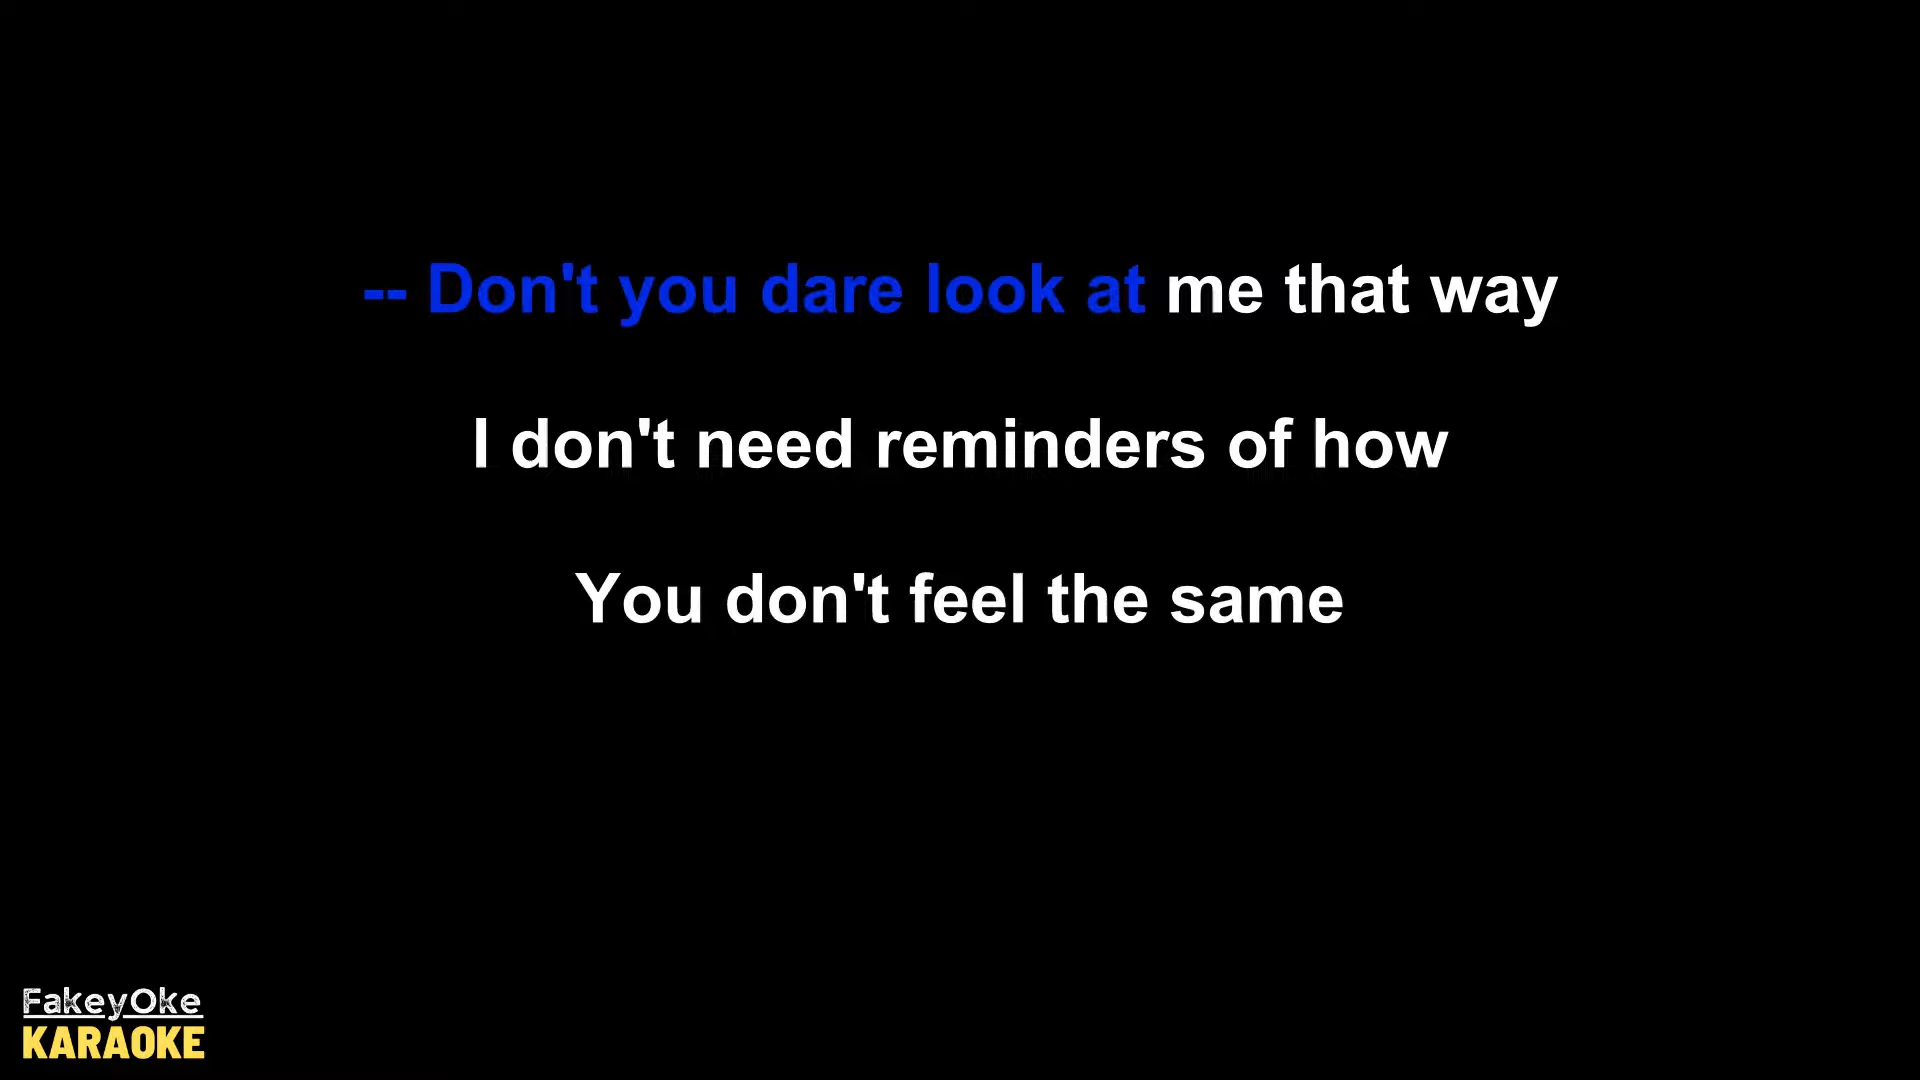 -- Don't you dare look at me that way
I don't need reminders of how
You don't feel the same
FakeyOke
KARAOKE